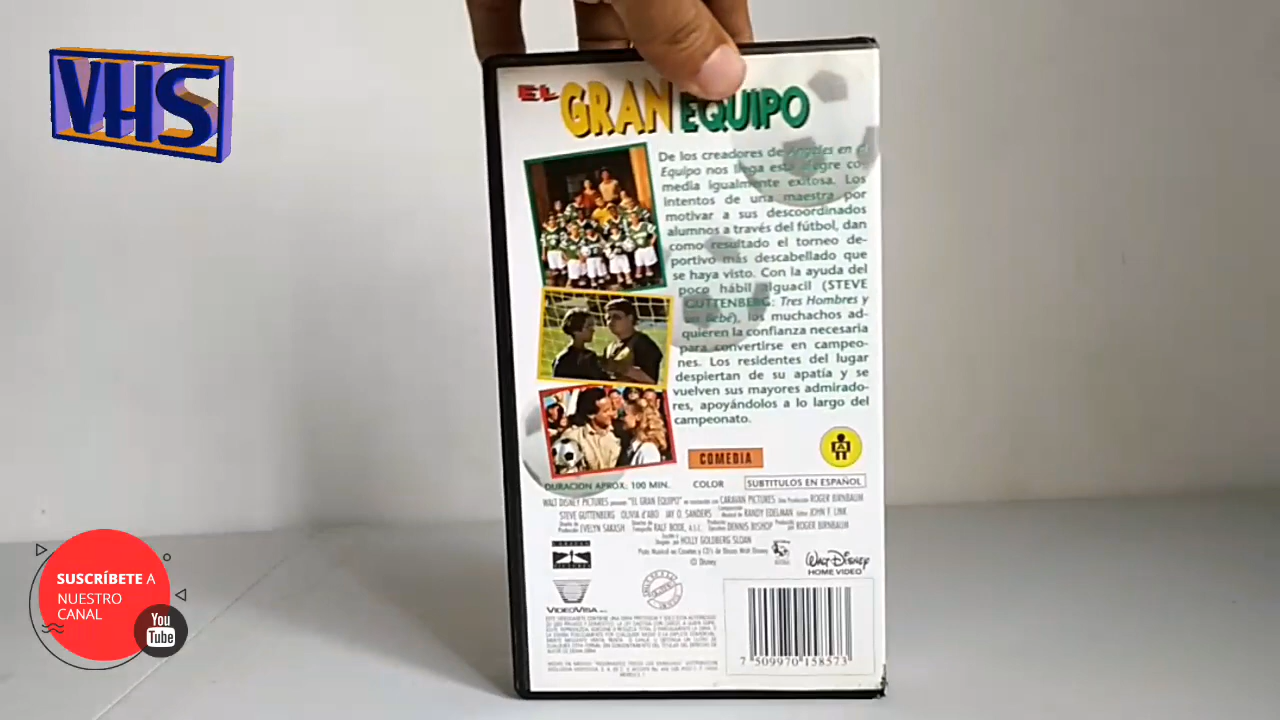 VHS
EL GRAN EQUIPO
De los creadores de Ángeles en el
Equipo nos llega esta alegre co-
media igualmente exitosa. Los
intentos de una maestra por
motivar a sus descoordinados
alumnos a través del fútbol, dan
como resultado el torneo de-
portivo más descabellado que
se haya visto. Con la ayuda del
poco hábil alguacil (STEVE
GUTTENBERG: Tres Hombres y
un Bebé), los muchachos ad-
quieren la confianza necesaria
para convertirse en campeo-
nes. Los residentes del lugar
despiertan de su apatía y se
vuelven sus mayores admirado-
res, apoyándolos a lo largo del
campeonato.
COMEDIA
A
DURACION APROX: 100 MIN. COLOR SUBTITULOS EN ESPAÑOL
WALT DISNEY PICTURES "EL GRAN EQUIPO" CARAVAN PICTURES ROGER BIRNBAUM
STEVE GUTTENBERG OLIVIA d'ABO JAY O. SANDERS RANDY EDELMAN JOHN F. LINK
EVELYN SAKASH RALF BODE, A.S.C. DENNIS BISHOP ROGER BIRNBAUM
HOLLY GOLDBERG SLOAN
© Disney
CARAVAN
PICTURES
WALT DISNEY
HOME VIDEO
VIDEOVISA
7 509970 158573
SUSCRÍBETE A
NUESTRO
CANAL
You
Tube